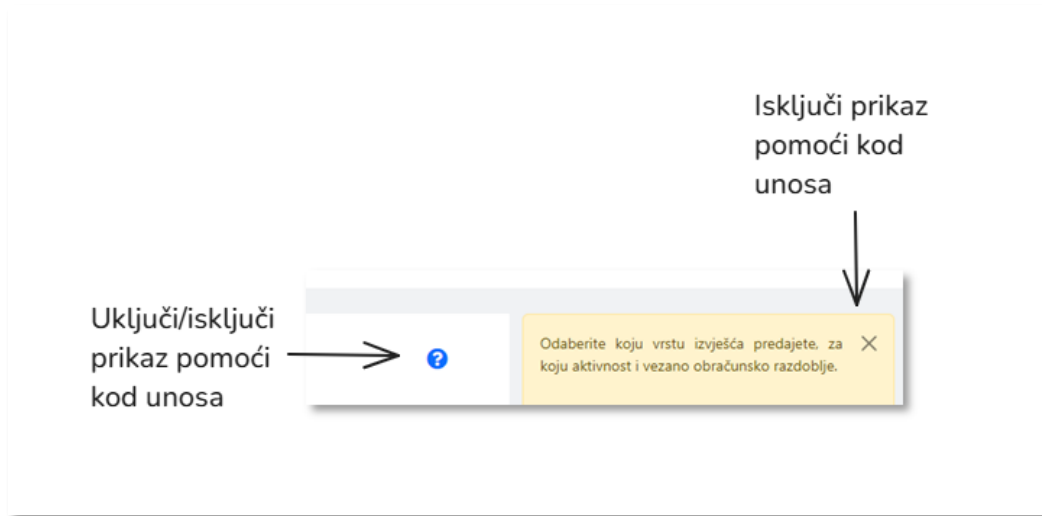 Isključi prikaz
pomoći kod
unosa
Uključi/isključi
prikaz pomoći
kod unosa
?
Odaberite koju vrstu izvješća predajete, za
koju aktivnost i vezano obračunsko razdoblje.